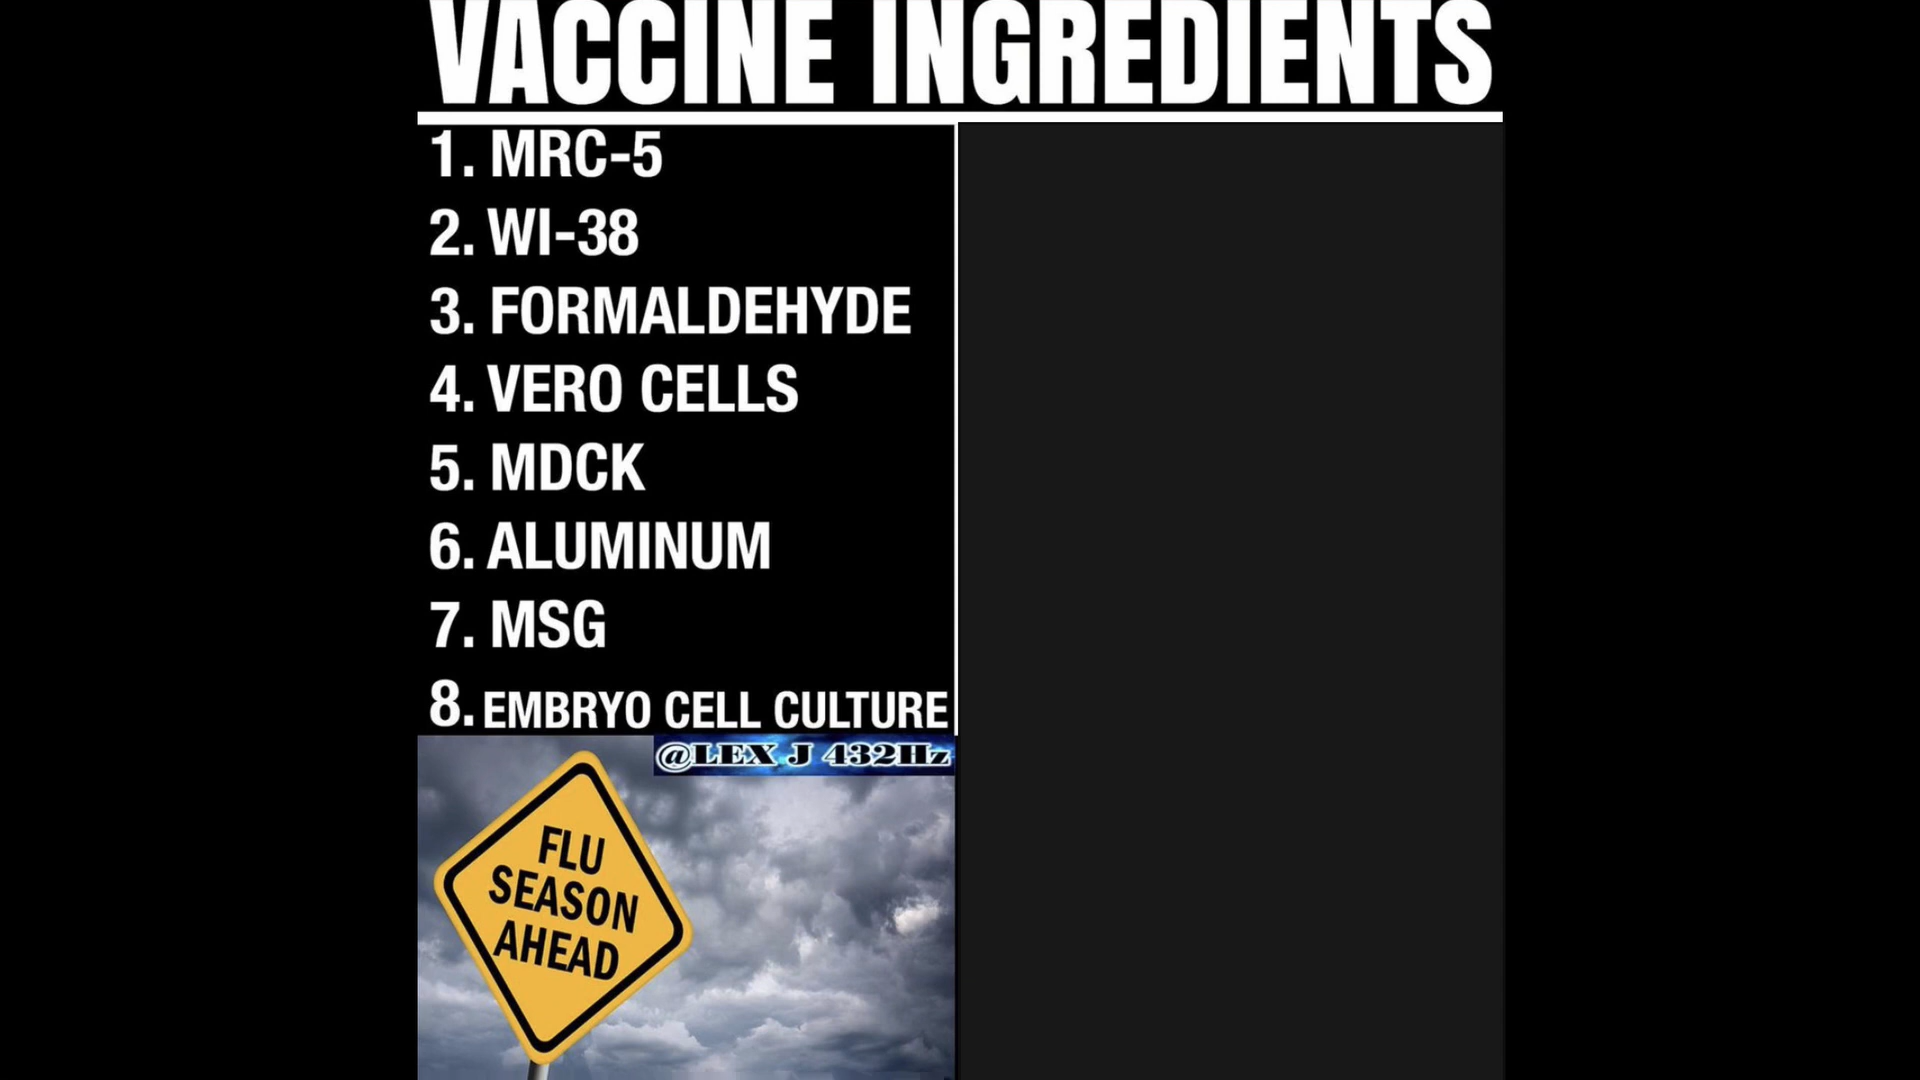 VACCINE INGREDIENTS
1. MRC-5
2. WI-38
3. FORMALDEHYDE
4. VERO CELLS
5. MDCK
6. ALUMINUM
7. MSG
8. EMBRYO CELL CULTURE
@LEX J 432Hz
FLU
SEASON
AHEAD